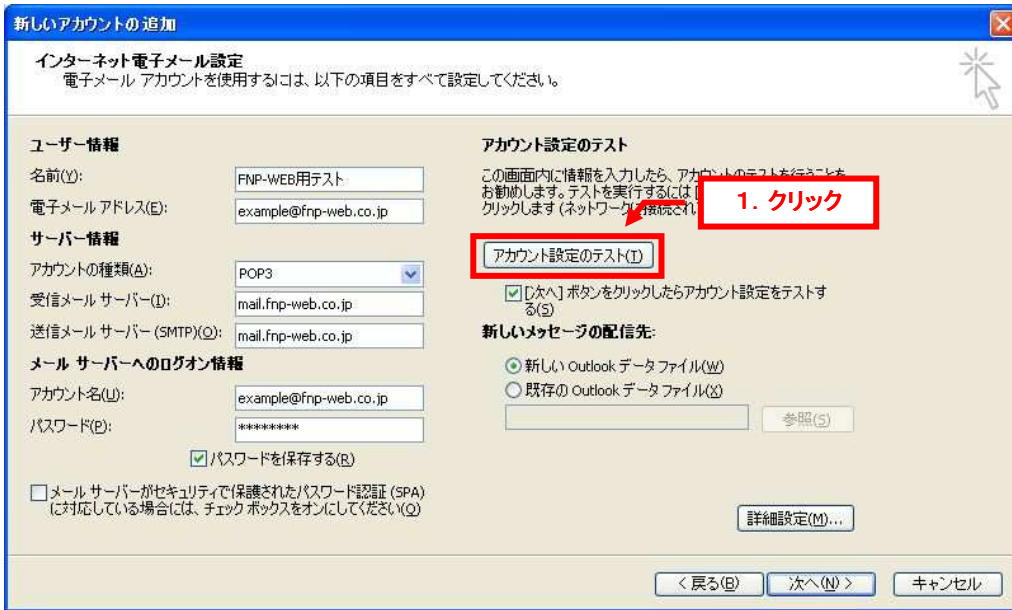 新しいアカウントの追加
インターネット電子メール設定
電子メール アカウントを使用するには、以下の項目をすべて設定してください。
ユーザー情報
名前(Y):
FNP-WEB用テスト
電子メール アドレス(E):
example@fnp-web.co.jp
サーバー情報
アカウントの種類(A):
POP3
受信メール サーバー(I):
mail.fnp-web.co.jp
送信メール サーバー (SMTP)(O):
mail.fnp-web.co.jp
メール サーバーへのログオン情報
アカウント名(U):
example@fnp-web.co.jp
パスワード(P):
********
パスワードを保存する(R)
メール サーバーがセキュリティで保護されたパスワード認証 (SPA)
に対応している場合には、チェック ボックスをオンにしてください(Q)
アカウント設定のテスト
この画面内に情報を入力したら、アカウントのテストを行うことを
お勧めします。テストを実行するには [
クリックします (ネットワークに接続され
1. クリック
アカウント設定のテスト(T)
[次へ] ボタンをクリックしたらアカウント設定をテストす
る(S)
新しいメッセージの配信先:
新しい Outlook データ ファイル(W)
既存の Outlook データ ファイル(X)
参照(S)
詳細設定(M)...
< 戻る(B)
次へ(N) >
キャンセル